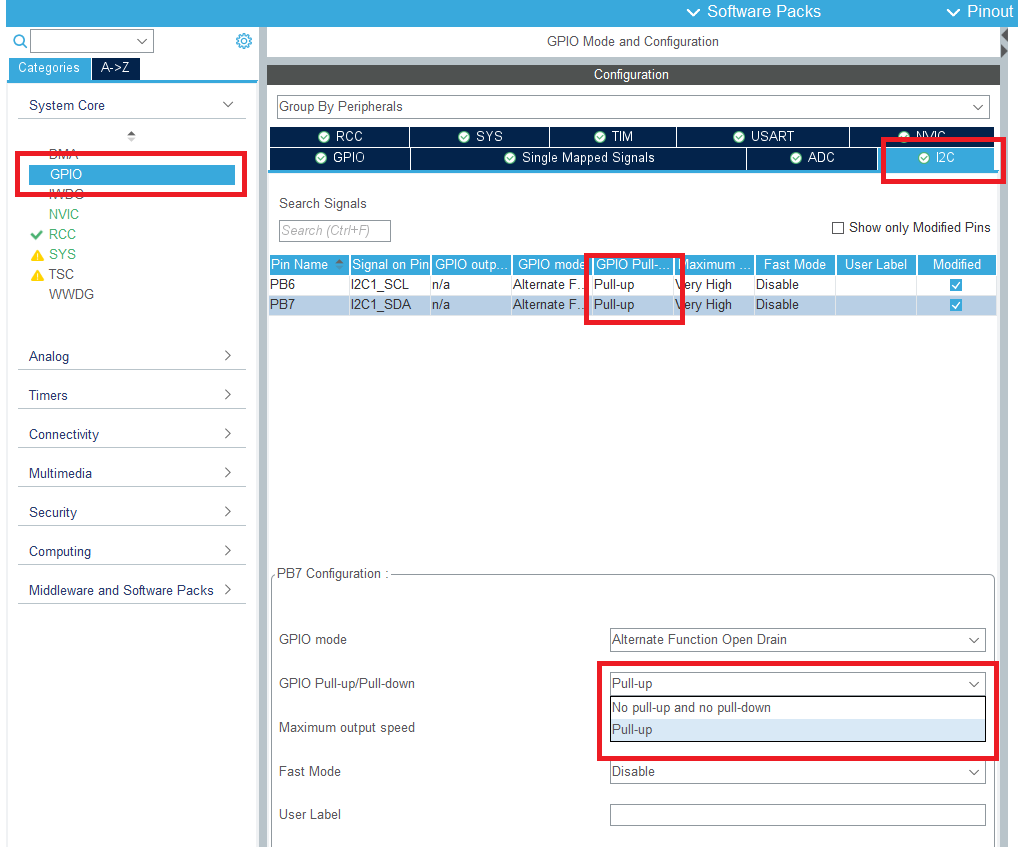 Software Packs
Pinout
GPIO Mode and Configuration
Categories
A->Z
Configuration
System Core
Group By Peripherals
RCC
SYS
TIM
USART
NVIC
GPIO
Single Mapped Signals
ADC
I2C
DMA
GPIO
IWDG
NVIC
RCC
SYS
TSC
WWDG
Analog
Timers
Connectivity
Multimedia
Security
Computing
Middleware and Software Packs
Search Signals
Search (Ctrl+F)
Show only Modified Pins
Pin Name Signal on Pin GPIO outp... GPIO mode GPIO Pull-... Maximum ... Fast Mode User Label Modified
PB6 I2C1_SCL n/a Alternate F... Pull-up Very High Disable
PB7 I2C1_SDA n/a Alternate F... Pull-up Very High Disable
PB7 Configuration :
GPIO mode
Alternate Function Open Drain
GPIO Pull-up/Pull-down
Pull-up
No pull-up and no pull-down
Pull-up
Maximum output speed
Fast Mode
Disable
User Label